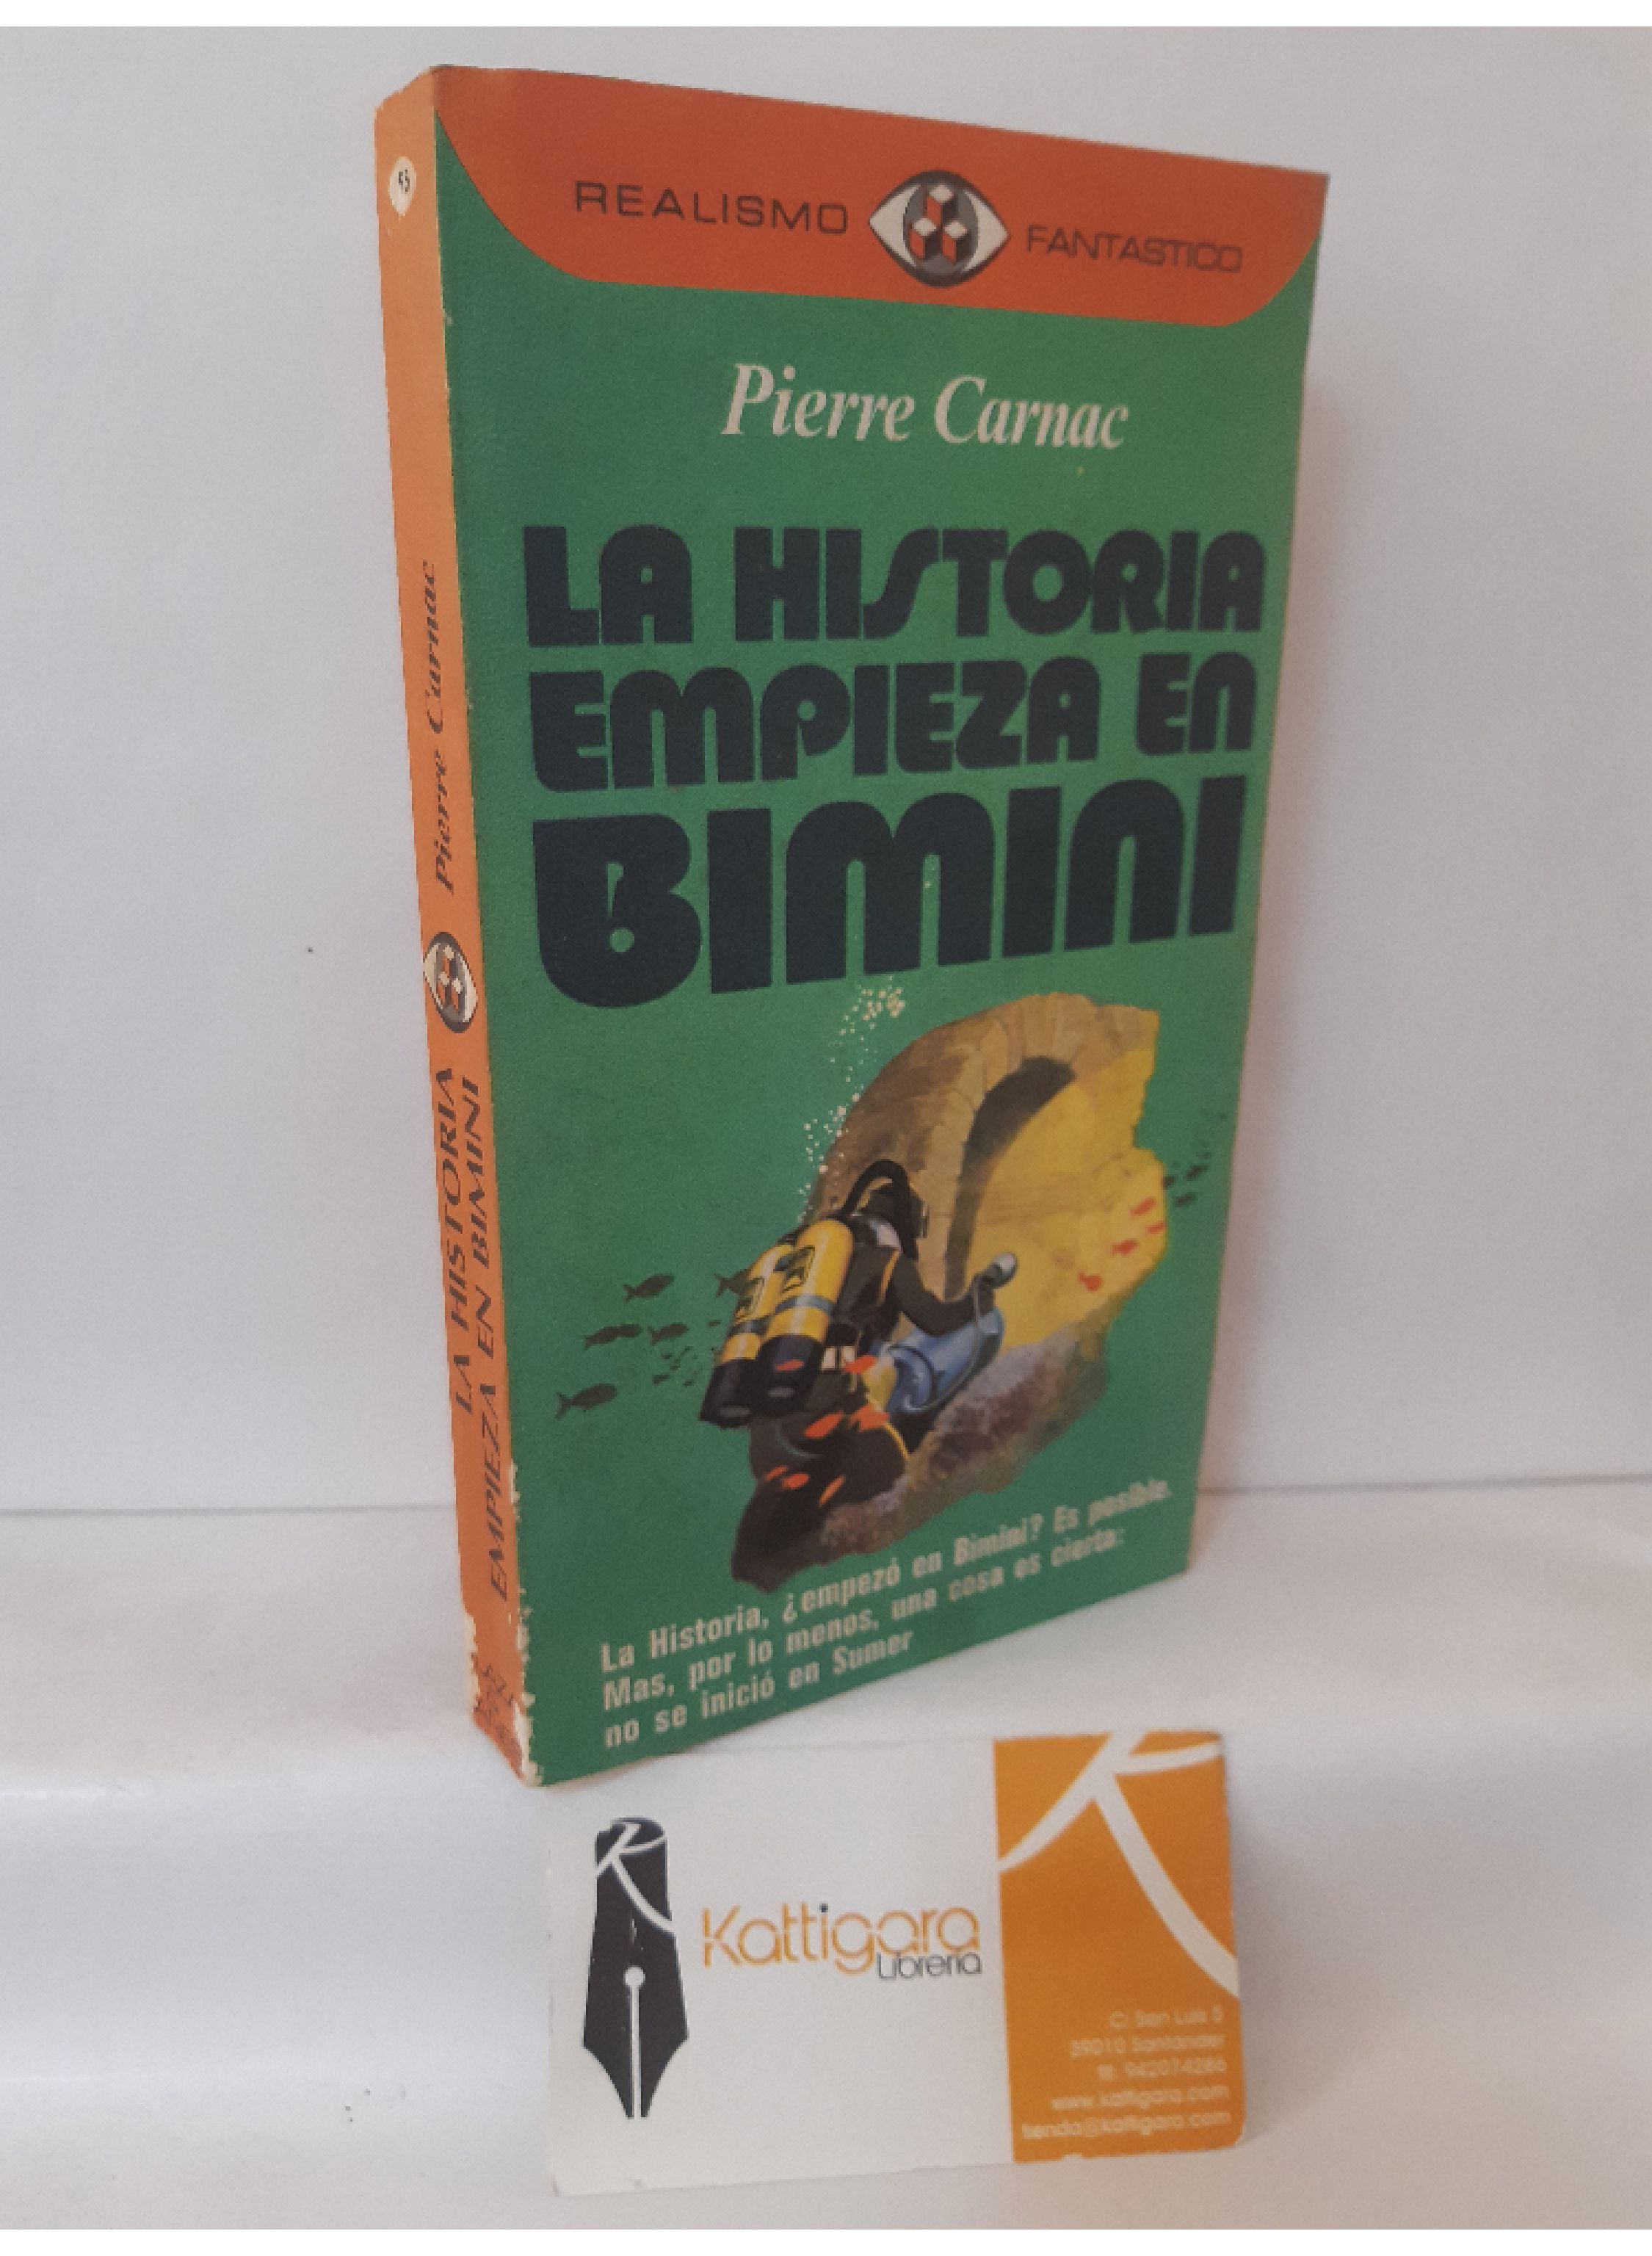 REALISMO FANTASTICO
Pierre Carnac
LA HISTORIA
EMPIEZA EN
BIMINI
La Historia, ¿empezó en Bimini? Es posible.
Mas, por lo menos, una cosa es cierta:
no se inició en Sumer
Pierre Carnac
LA HISTORIA
EMPIEZA EN BIMINI
Kattigara
Librería
C/ San Luis 5
39010 Santander
tlf: 942074286
www.kattigara.com
tienda@kattigara.com